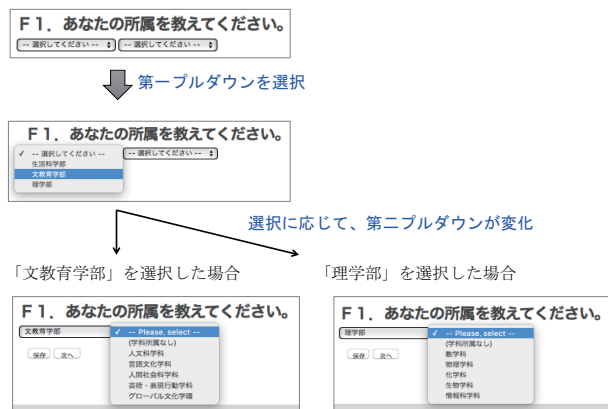 F1．あなたの所属を教えてください。
-- 選択してください -- -- 選択してください --
第一プルダウンを選択
F1．あなたの所属を教えてください。
✓ -- 選択してください -- -- 選択してください --
生活科学部
文教育学部
理学部
選択に応じて、第二プルダウンが変化
「文教育学部」を選択した場合
F1．あなたの所属を教えてください。
文教育学部 ✓ -- Please, select --
(学科所属なし)
保存 次へ 人文科学科
言語文化学科
人間社会科学科
芸術・表現行動学科
グローバル文化学環
「理学部」を選択した場合
F1．あなたの所属を教えてください。
理学部 ✓ -- Please, select --
(学科所属なし)
保存 次へ 数学科
物理学科
化学科
生物学科
情報科学科